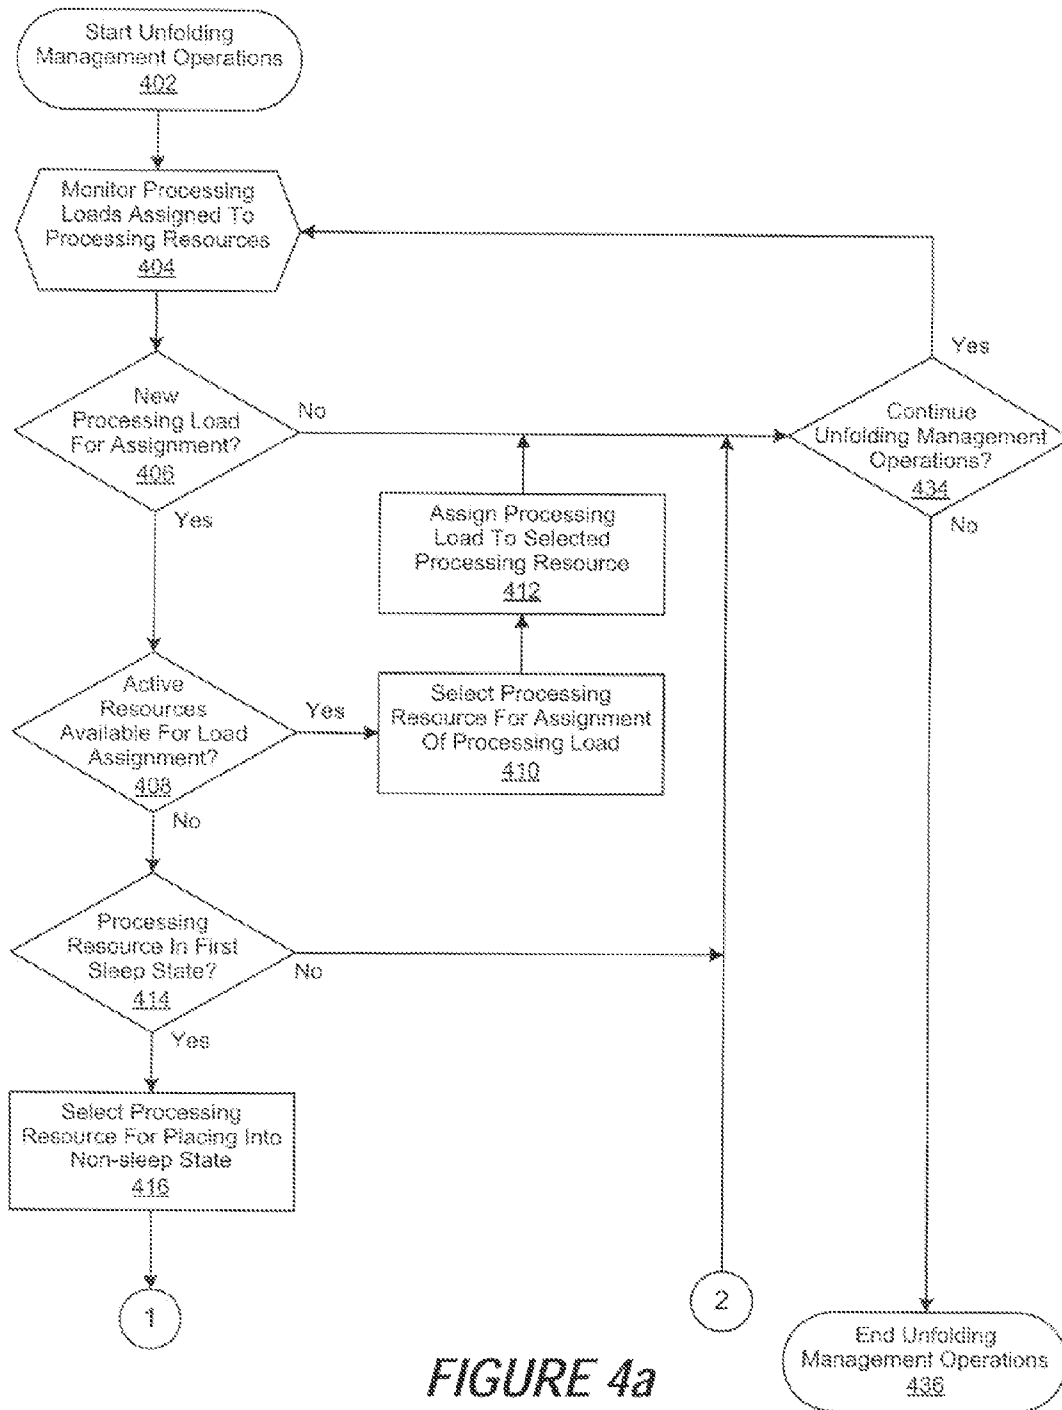 Start Unfolding
Management Operations
402
Monitor Processing
Loads Assigned To
Processing Resources
404
New
Processing Load
For Assignment?
406
No
Yes
Yes
Continue
Unfolding Management
Operations?
434
No
Assign Processing
Load To Selected
Processing Resource
412
Active
Resources
Available For Load
Assignment?
408
Yes
No
Select Processing
Resource For Assignment
Of Processing Load
410
Processing
Resource In First
Sleep State?
414
No
Yes
Select Processing
Resource For Placing Into
Non-sleep State
416
1
2
End Unfolding
Management Operations
436
FIGURE 4a